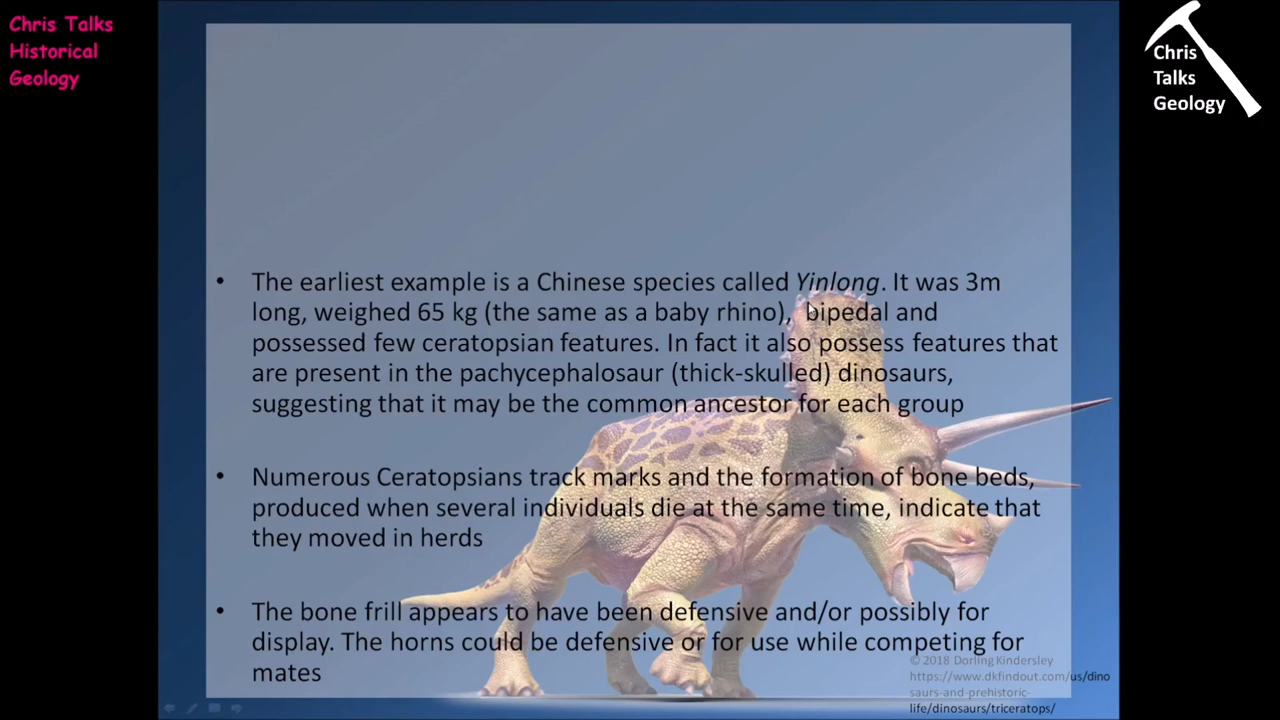 Chris Talks
Historical
Geology
Chris
Talks
Geology
• The earliest example is a Chinese species called Yinlong. It was 3m
long, weighed 65 kg (the same as a baby rhino), bipedal and
possessed few ceratopsian features. In fact it also possess features that
are present in the pachycephalosaur (thick-skulled) dinosaurs,
suggesting that it may be the common ancestor for each group
• Numerous Ceratopsians track marks and the formation of bone beds,
produced when several individuals die at the same time, indicate that
they moved in herds
• The bone frill appears to have been defensive and/or possibly for
display. The horns could be defensive or for use while competing for
mates
© 2018 Dorling Kindersley
https://www.dkfindout.com/us/dino
saurs-and-prehistoric-
life/dinosaurs/triceratops/